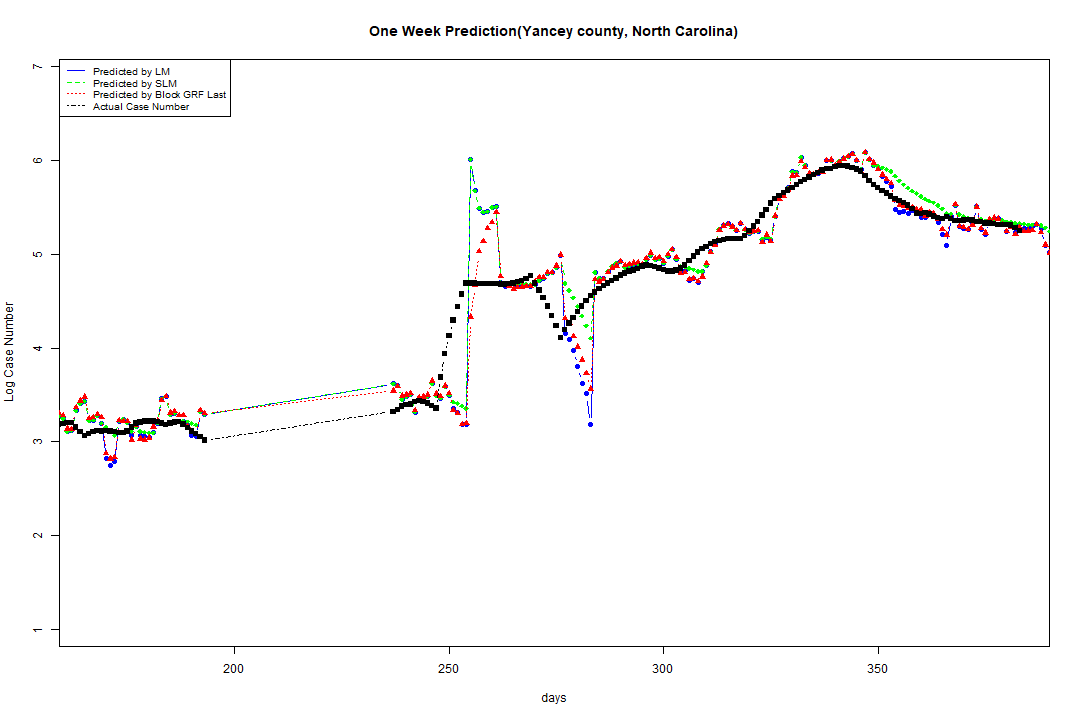 One Week Prediction(Yancey county, North Carolina)
Predicted by LM
Predicted by SLM
Predicted by Block GRF Last
Actual Case Number
7
6
5
4
3
2
1
Log Case Number
200
250
300
350
days